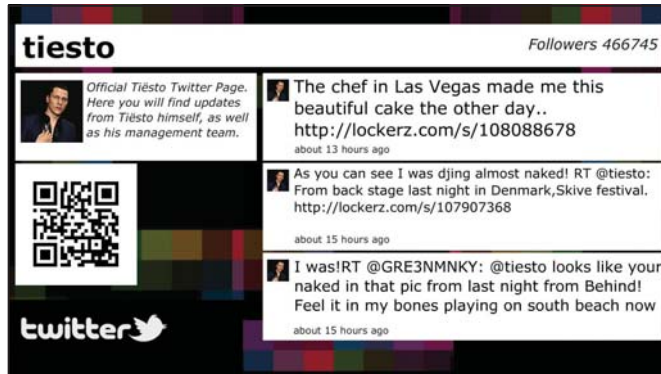 tiesto
Followers 466745
Official Tiësto Twitter Page.
Here you will find updates
from Tiësto himself, as well
as his management team.
The chef in Las Vegas made me this
beautiful cake the other day..
http://lockerz.com/s/108088678
about 13 hours ago
As you can see I was djing almost naked! RT @tiesto:
From back stage last night in Denmark,Skive festival.
http://lockerz.com/s/107907368
about 15 hours ago
I was!RT @GRE3NMNKY: @tiesto looks like your
naked in that pic from last night from Behind!
Feel it in my bones playing on south beach now
about 15 hours ago
twitter